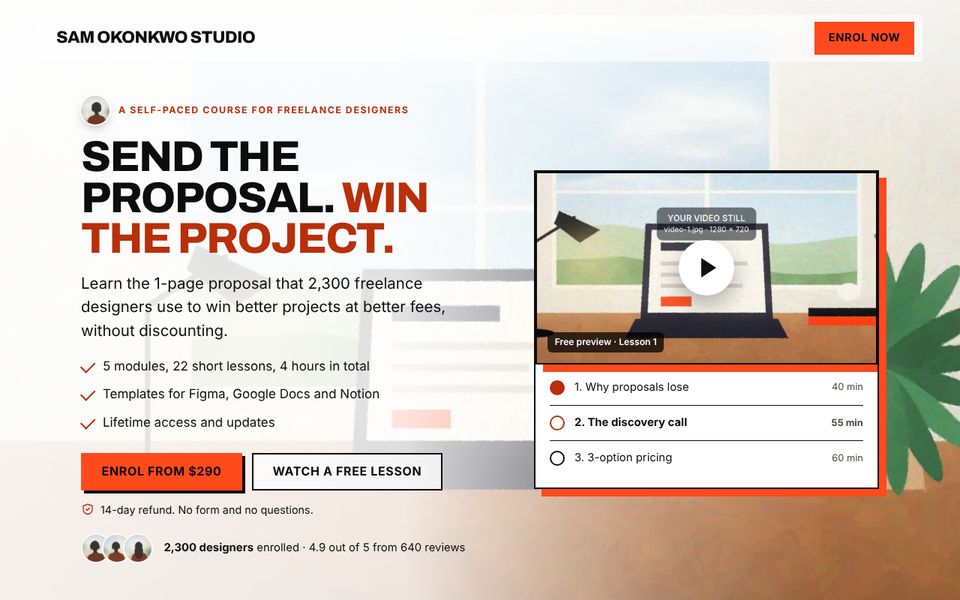 SAM OKONKWO STUDIO
ENROL NOW
A SELF-PACED COURSE FOR FREELANCE DESIGNERS
SEND THE
PROPOSAL. WIN
THE PROJECT.
Learn the 1-page proposal that 2,300 freelance
designers use to win better projects at better fees,
without discounting.
5 modules, 22 short lessons, 4 hours in total
Templates for Figma, Google Docs and Notion
Lifetime access and updates
ENROL FROM $290
WATCH A FREE LESSON
14-day refund. No form and no questions.
2,300 designers enrolled · 4.9 out of 5 from 640 reviews
YOUR VIDEO STILL
video-1.jpg · 1280 × 720
Free preview · Lesson 1
1. Why proposals lose 40 min
2. The discovery call 55 min
3. 3-option pricing 60 min